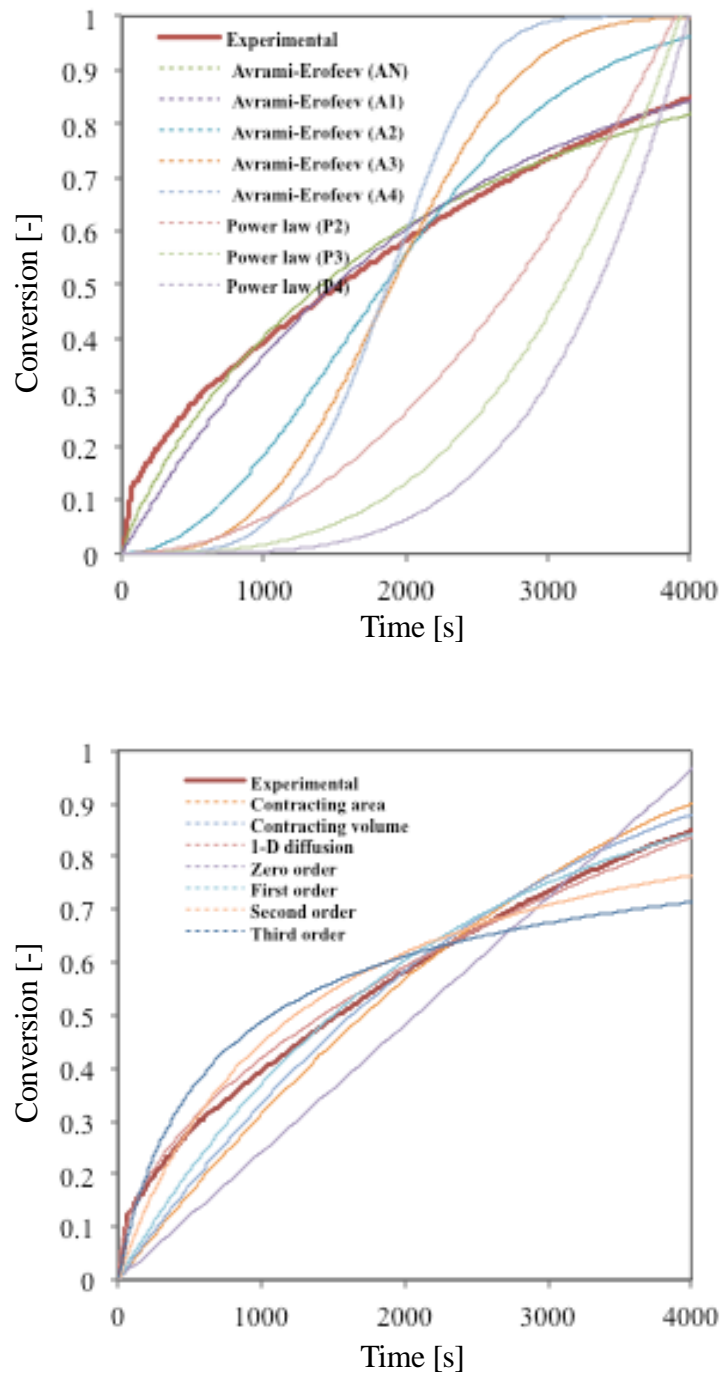 1
0.9
0.8
0.7
0.6
0.5
0.4
0.3
0.2
0.1
0
Conversion [-]
Experimental
Avrami-Erofeev (AN)
Avrami-Erofeev (A1)
Avrami-Erofeev (A2)
Avrami-Erofeev (A3)
Avrami-Erofeev (A4)
Power law (P2)
Power law (P3)
Power law (P4)
0 1000 2000 3000 4000
Time [s]
1
0.9
0.8
0.7
0.6
0.5
0.4
0.3
0.2
0.1
0
Conversion [-]
Experimental
Contracting area
Contracting volume
1-D diffusion
Zero order
First order
Second order
Third order
0 1000 2000 3000 4000
Time [s]